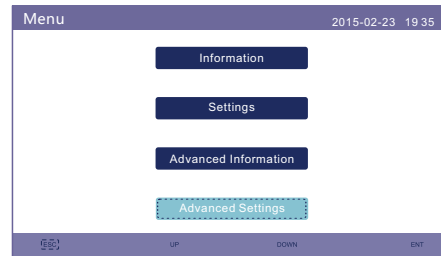 Menu 2015-02-23 19 35
Information
Settings
Advanced Information
Advanced Settings
ESC UP DOWN ENT